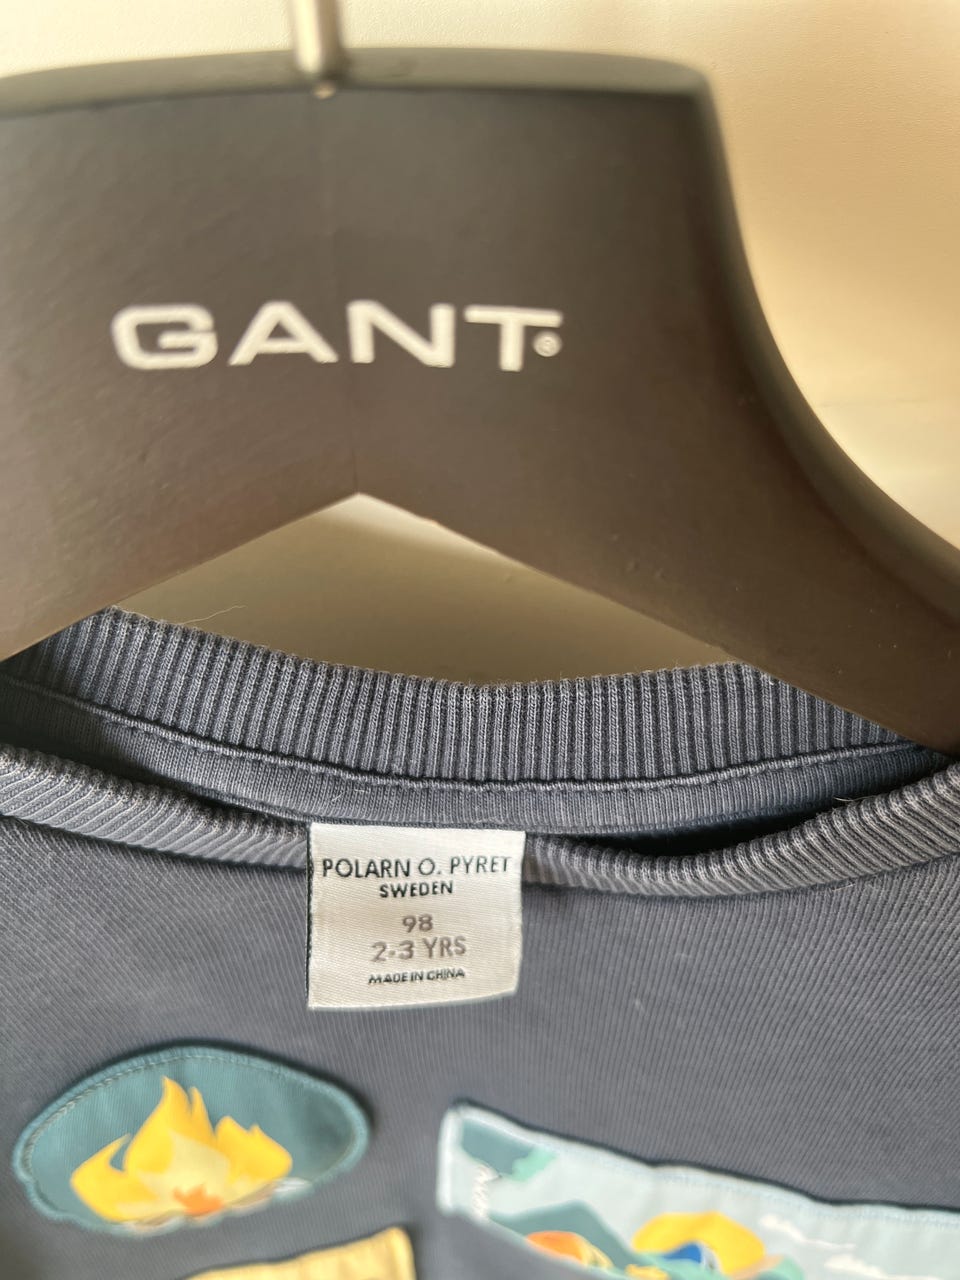 GANT®
POLARN O. PYRET
SWEDEN
98
2-3 YRS
MADE IN CHINA